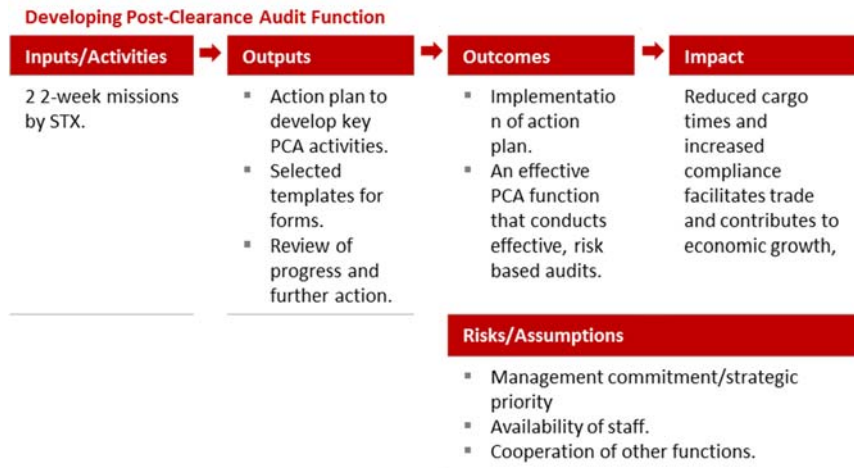 Developing Post-Clearance Audit Function
Inputs/Activities
2 2-week missions
by STX.
Outputs
▪ Action plan to
develop key
PCA activities.
▪ Selected
templates for
forms.
▪ Review of
progress and
further action.
Outcomes
▪ Implementatio
n of action
plan.
▪ An effective
PCA function
that conducts
effective, risk
based audits.
Impact
Reduced cargo
times and
increased
compliance
facilitates trade
and contributes to
economic growth,
Risks/Assumptions
▪ Management commitment/strategic
priority
▪ Availability of staff.
▪ Cooperation of other functions.